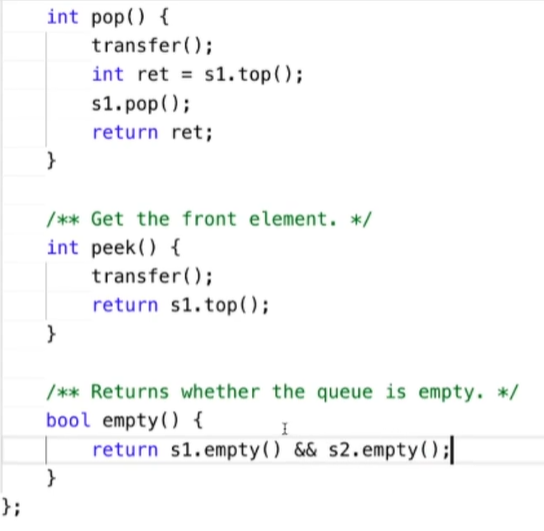 int pop() {
transfer();
int ret = s1.top();
s1.pop();
return ret;
}
/** Get the front element. */
int peek() {
transfer();
return s1.top();
}
/** Returns whether the queue is empty. */
bool empty() {
return s1.empty() && s2.empty();
}
};